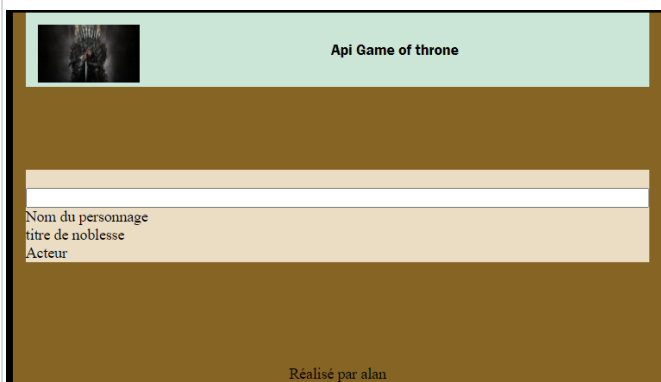 Api Game of throne
Nom du personnage
titre de noblesse
Acteur
Réalisé par alan